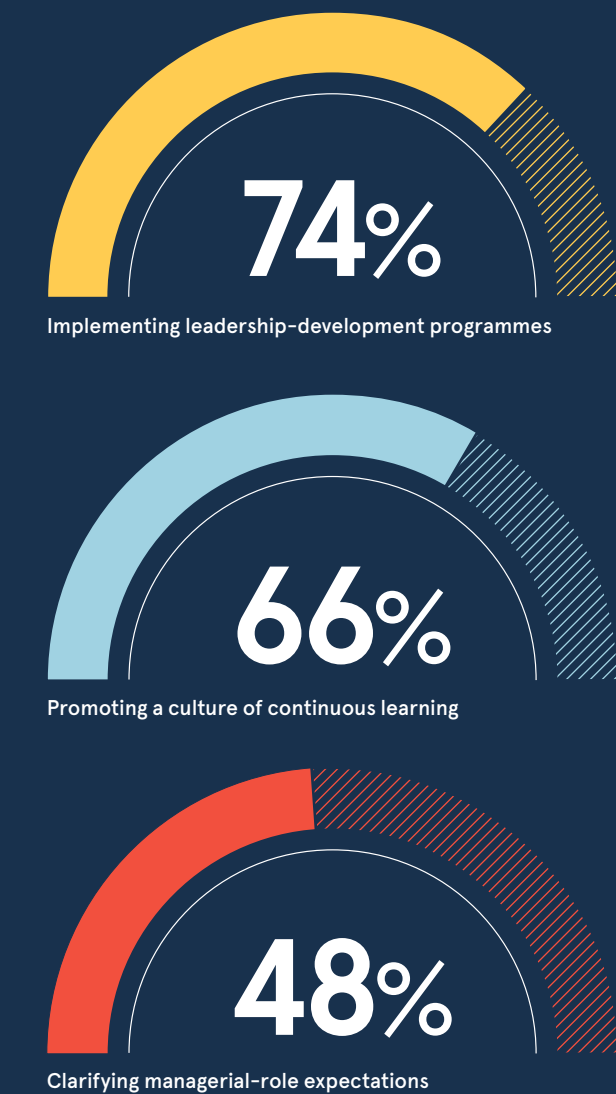 74%
Implementing leadership-development programmes
66%
Promoting a culture of continuous learning
48%
Clarifying managerial-role expectations